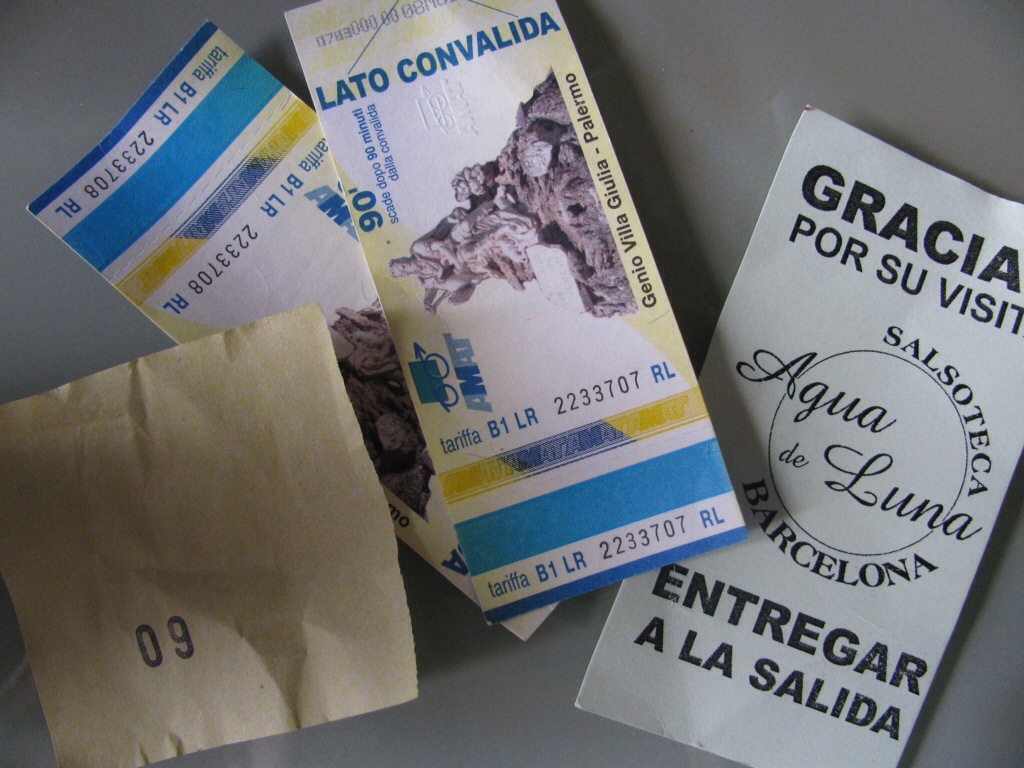 LATO CONVALIDA
90'
scade dopo 90 minuti
dalla convalida
Genio Villa Giulia - Palermo
AMAT
tariffa B1 LR 2233707 RL
tariffa B1 LR 2233707 RL
tariffa B1 LR 2233708 RL
tariffa B1 LR 2233708 RL
09
GRACIA
POR SU VISIT
SALSOTECA
Agua
de Luna
BARCELONA
ENTREGAR
A LA SALIDA